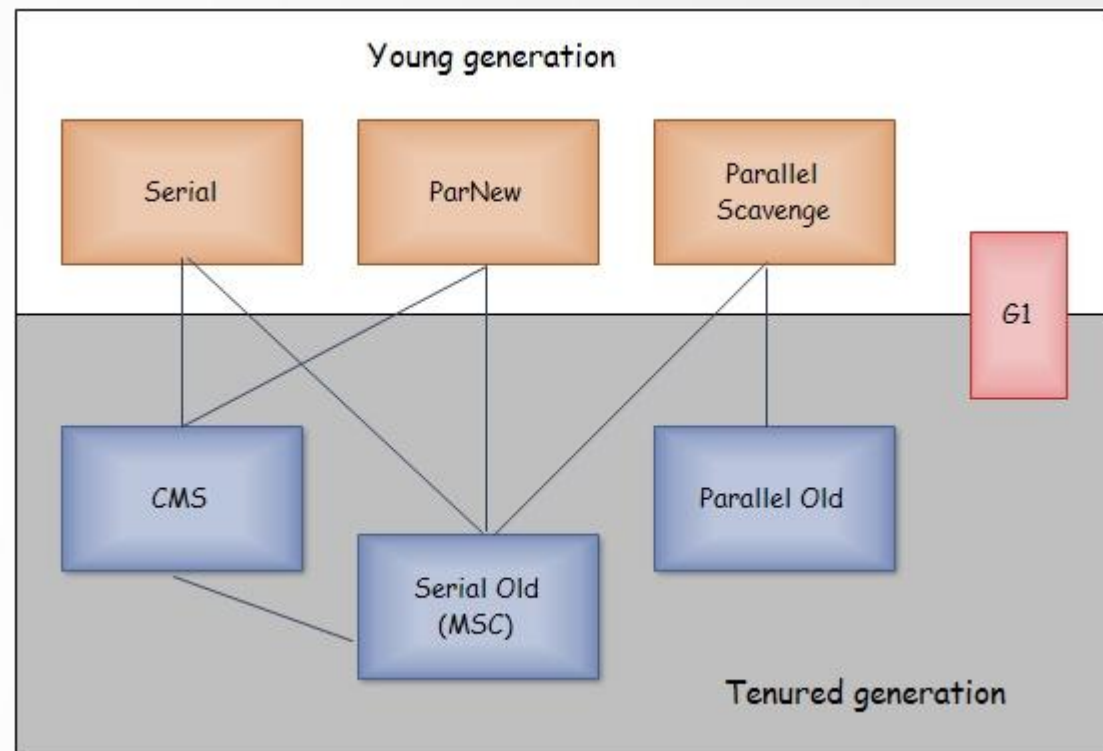 Young generation
Serial
ParNew
Parallel
Scavenge
G1
CMS
Parallel Old
Serial Old
(MSC)
Tenured generation